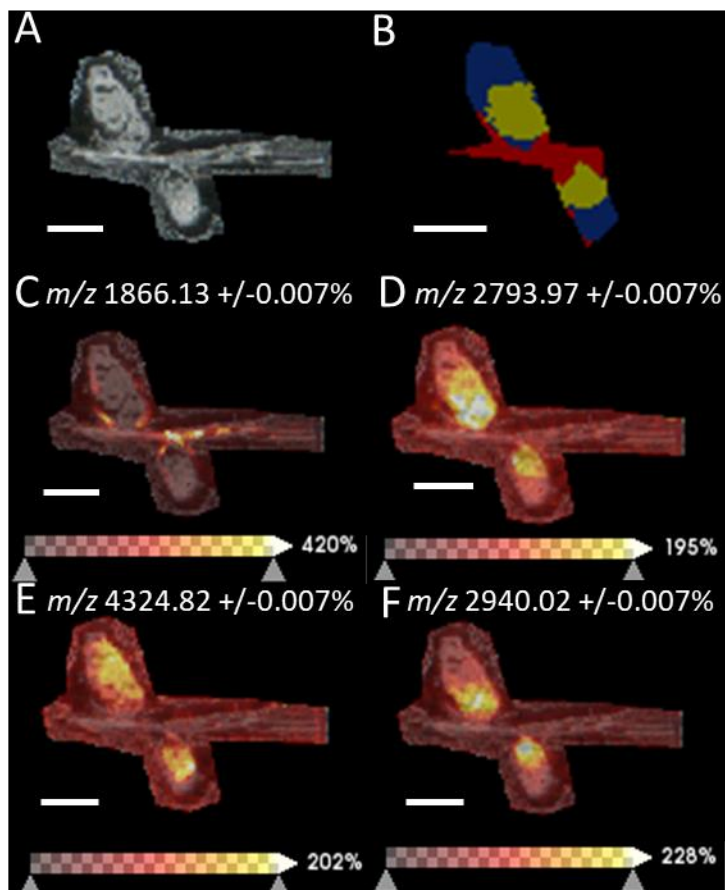 A
B
C m/z 1866.13 +/-0.007%
D m/z 2793.97 +/-0.007%
420%
195%
E m/z 4324.82 +/-0.007%
F m/z 2940.02 +/-0.007%
202%
228%